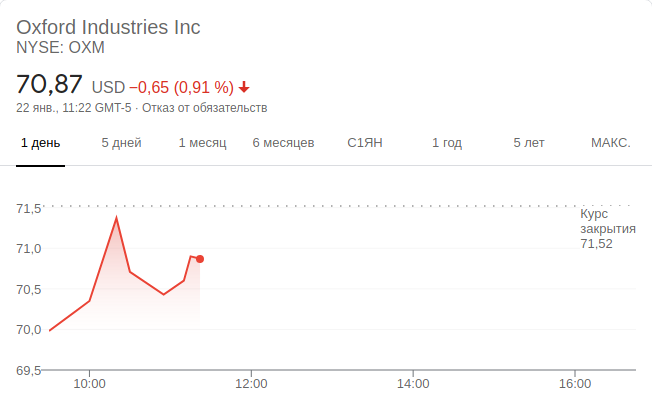 Oxford Industries Inc
NYSE: OXM
70,87 USD −0,65 (0,91 %)
22 янв., 11:22 GMT-5 · Отказ от обязательств
1 день 5 дней 1 месяц 6 месяцев С1ЯН 1 год 5 лет МАКС.
71,5
Курс
закрытия
71,52
71,0
70,5
70,0
69,5
10:00 12:00 14:00 16:00